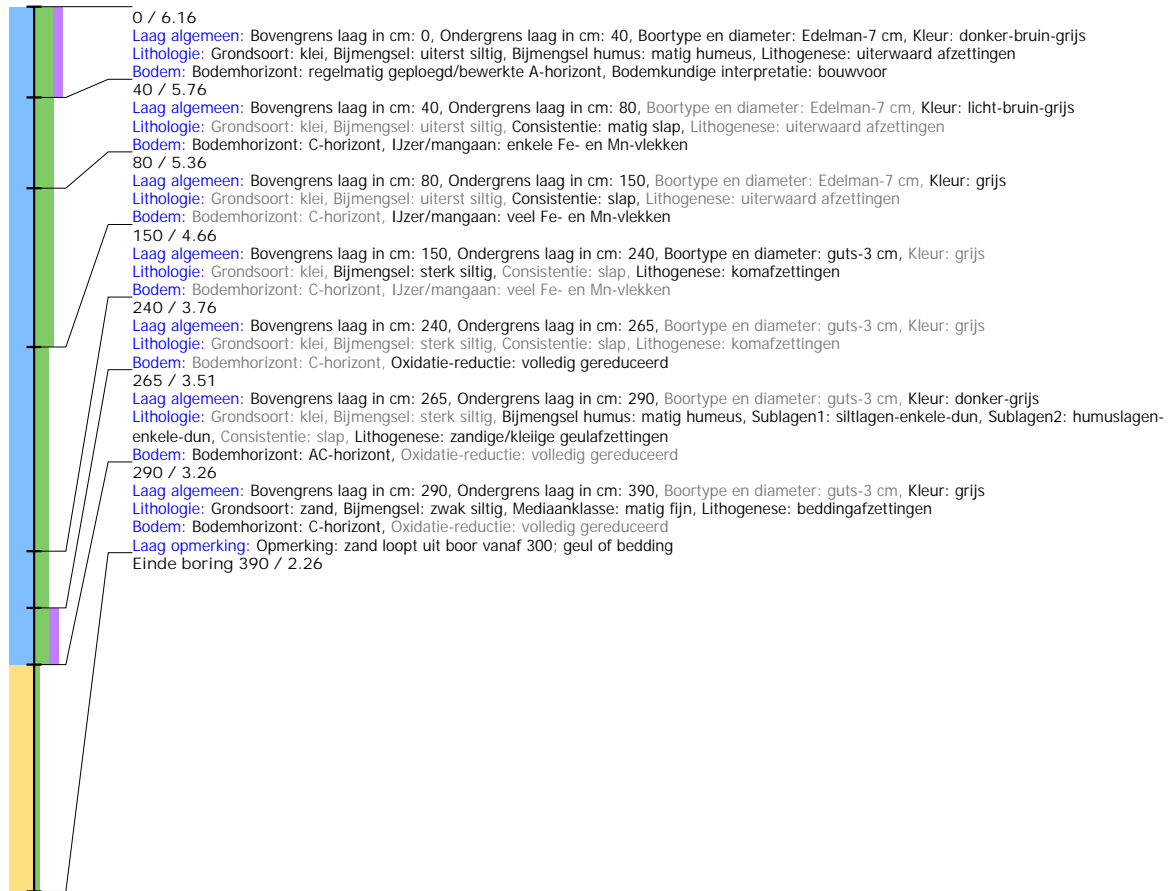 0 / 6.16
Laag algemeen: Bovengrens laag in cm: 0, Ondergrens laag in cm: 40, Boortype en diameter: Edelman-7 cm, Kleur: donker-bruin-grijs
Lithologie: Grondsoort: klei, Bijmengsel: uiterst siltig, Bijmengsel humus: matig humeus, Lithogenese: uiterwaard afzettingen
Bodem: Bodemhorizont: regelmatig geploegd/bewerkte A-horizont, Bodemkundige interpretatie: bouwvoor
40 / 5.76
Laag algemeen: Bovengrens laag in cm: 40, Ondergrens laag in cm: 80, Boortype en diameter: Edelman-7 cm, Kleur: licht-bruin-grijs
Lithologie: Grondsoort: klei, Bijmengsel: uiterst siltig, Consistentie: matig slap, Lithogenese: uiterwaard afzettingen
Bodem: Bodemhorizont: C-horizont, IJzer/mangaan: enkele Fe- en Mn-vlekken
80 / 5.36
Laag algemeen: Bovengrens laag in cm: 80, Ondergrens laag in cm: 150, Boortype en diameter: Edelman-7 cm, Kleur: grijs
Lithologie: Grondsoort: klei, Bijmengsel: uiterst siltig, Consistentie: slap, Lithogenese: uiterwaard afzettingen
Bodem: Bodemhorizont: C-horizont, IJzer/mangaan: veel Fe- en Mn-vlekken
150 / 4.66
Laag algemeen: Bovengrens laag in cm: 150, Ondergrens laag in cm: 240, Boortype en diameter: guts-3 cm, Kleur: grijs
Lithologie: Grondsoort: klei, Bijmengsel: sterk siltig, Consistentie: slap, Lithogenese: komafzettingen
Bodem: Bodemhorizont: C-horizont, IJzer/mangaan: veel Fe- en Mn-vlekken
240 / 3.76
Laag algemeen: Bovengrens laag in cm: 240, Ondergrens laag in cm: 265, Boortype en diameter: guts-3 cm, Kleur: grijs
Lithologie: Grondsoort: klei, Bijmengsel: sterk siltig, Consistentie: slap, Lithogenese: komafzettingen
Bodem: Bodemhorizont: C-horizont, Oxidatie-reductie: volledig gereduceerd
265 / 3.51
Laag algemeen: Bovengrens laag in cm: 265, Ondergrens laag in cm: 290, Boortype en diameter: guts-3 cm, Kleur: donker-grijs
Lithologie: Grondsoort: klei, Bijmengsel: sterk siltig, Bijmengsel humus: matig humeus, Sublagen1: siltlagen-enkele-dun, Sublagen2: humuslagen-
enkele-dun, Consistentie: slap, Lithogenese: zandige/kleiige geulafzettingen
Bodem: Bodemhorizont: AC-horizont, Oxidatie-reductie: volledig gereduceerd
290 / 3.26
Laag algemeen: Bovengrens laag in cm: 290, Ondergrens laag in cm: 390, Boortype en diameter: guts-3 cm, Kleur: grijs
Lithologie: Grondsoort: zand, Bijmengsel: zwak siltig, Mediaanklasse: matig fijn, Lithogenese: beddingafzettingen
Bodem: Bodemhorizont: C-horizont, Oxidatie-reductie: volledig gereduceerd
Laag opmerking: Opmerking: zand loopt uit boor vanaf 300; geul of bedding
Einde boring 390 / 2.26